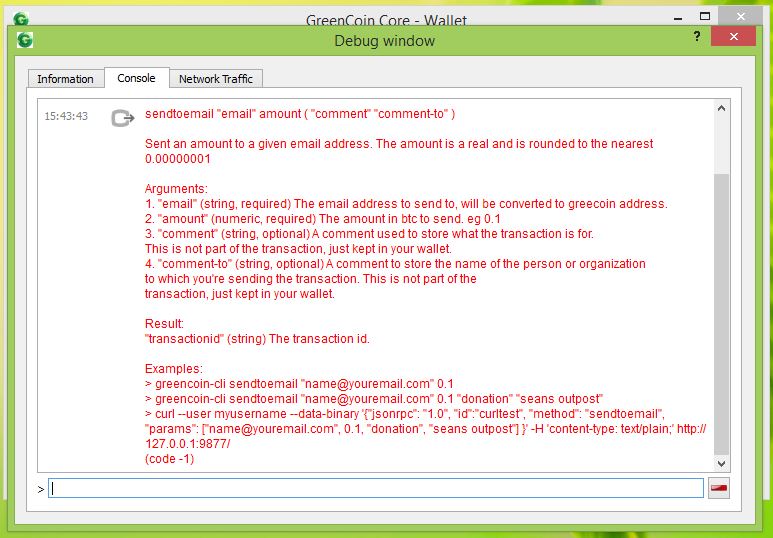 GreenCoin Core - Wallet
Debug window
Information
Console
Network Traffic
15:43:43
sendtoemail "email" amount ( "comment" "comment-to" )
Sent an amount to a given email address. The amount is a real and is rounded to the nearest
0.00000001
Arguments:
1. "email" (string, required) The email address to send to, will be converted to greecoin address.
2. "amount" (numeric, required) The amount in btc to send. eg 0.1
3. "comment" (string, optional) A comment used to store what the transaction is for.
This is not part of the transaction, just kept in your wallet.
4. "comment-to" (string, optional) A comment to store the name of the person or organization
to which you're sending the transaction. This is not part of the
transaction, just kept in your wallet.
Result:
"transactionid" (string) The transaction id.
Examples:
> greencoin-cli sendtoemail "name@youremail.com" 0.1
> greencoin-cli sendtoemail "name@youremail.com" 0.1 "donation" "seans outpost"
> curl --user myusername --data-binary '{"jsonrpc": "1.0", "id":"curltest", "method": "sendtoemail",
"params": ["name@youremail.com", 0.1, "donation", "seans outpost"] }' -H 'content-type: text/plain;' http://
127.0.0.1:9877/
(code -1)
>